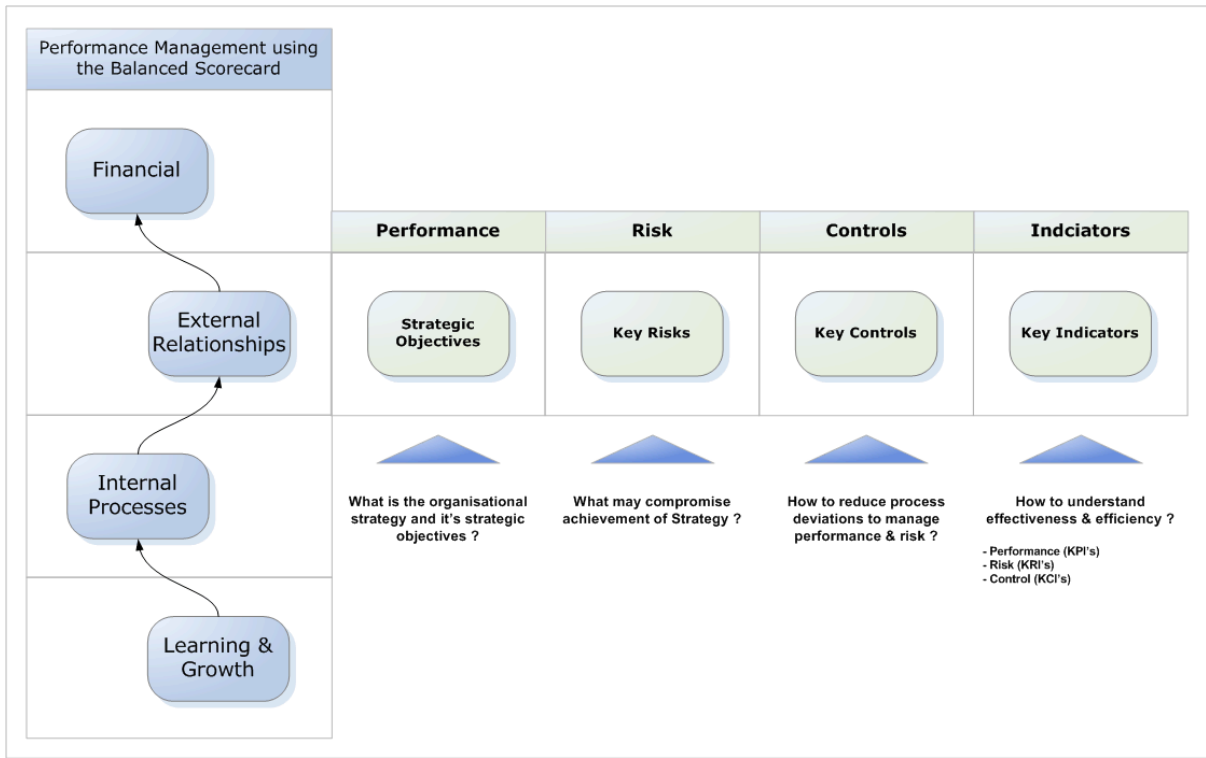 Performance Management using
the Balanced Scorecard
Financial
Performance
Risk
Controls
Indciators
External
Relationships
Strategic
Objectives
Key Risks
Key Controls
Key Indicators
Internal
Processes
What is the organisational
strategy and it's strategic
objectives ?
What may compromise
achievement of Strategy ?
How to reduce process
deviations to manage
performance & risk ?
How to understand
effectiveness & efficiency ?
- Performance (KPI's)
- Risk (KRI's)
- Control (KCI's)
Learning &
Growth